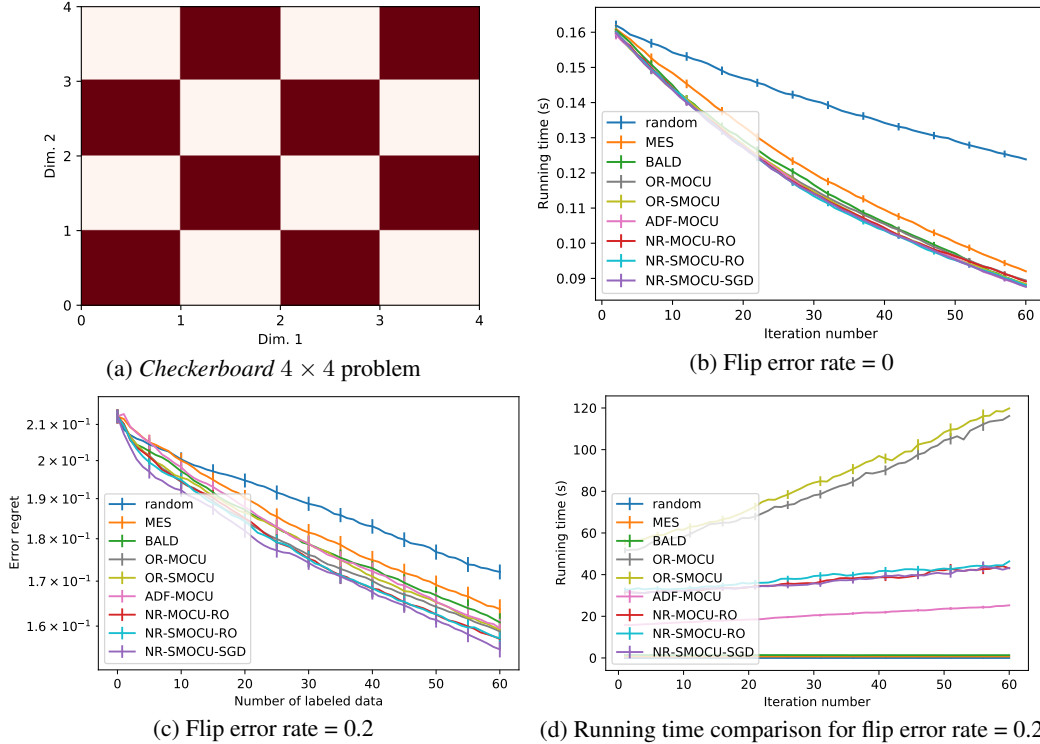 4
3
2
1
0
Dim. 2
0 1 2 3 4
Dim. 1
(a) Checkerboard 4 × 4 problem
0.16
0.15
0.14
0.13
0.12
0.11
0.10
0.09
Running time (s)
random
MES
BALD
OR-MOCU
OR-SMOCU
ADF-MOCU
NR-MOCU-RO
NR-SMOCU-RO
NR-SMOCU-SGD
0 10 20 30 40 50 60
Iteration number
(b) Flip error rate = 0
2.1 × 10⁻¹
2 × 10⁻¹
1.9 × 10⁻¹
1.8 × 10⁻¹
1.7 × 10⁻¹
1.6 × 10⁻¹
Error regret
random
MES
BALD
OR-MOCU
OR-SMOCU
ADF-MOCU
NR-MOCU-RO
NR-SMOCU-RO
NR-SMOCU-SGD
0 10 20 30 40 50 60
Number of labeled data
(c) Flip error rate = 0.2
120
100
80
60
40
20
0
Running time (s)
random
MES
BALD
OR-MOCU
OR-SMOCU
ADF-MOCU
NR-MOCU-RO
NR-SMOCU-RO
NR-SMOCU-SGD
0 10 20 30 40 50 60
Iteration number
(d) Running time comparison for flip error rate = 0.2